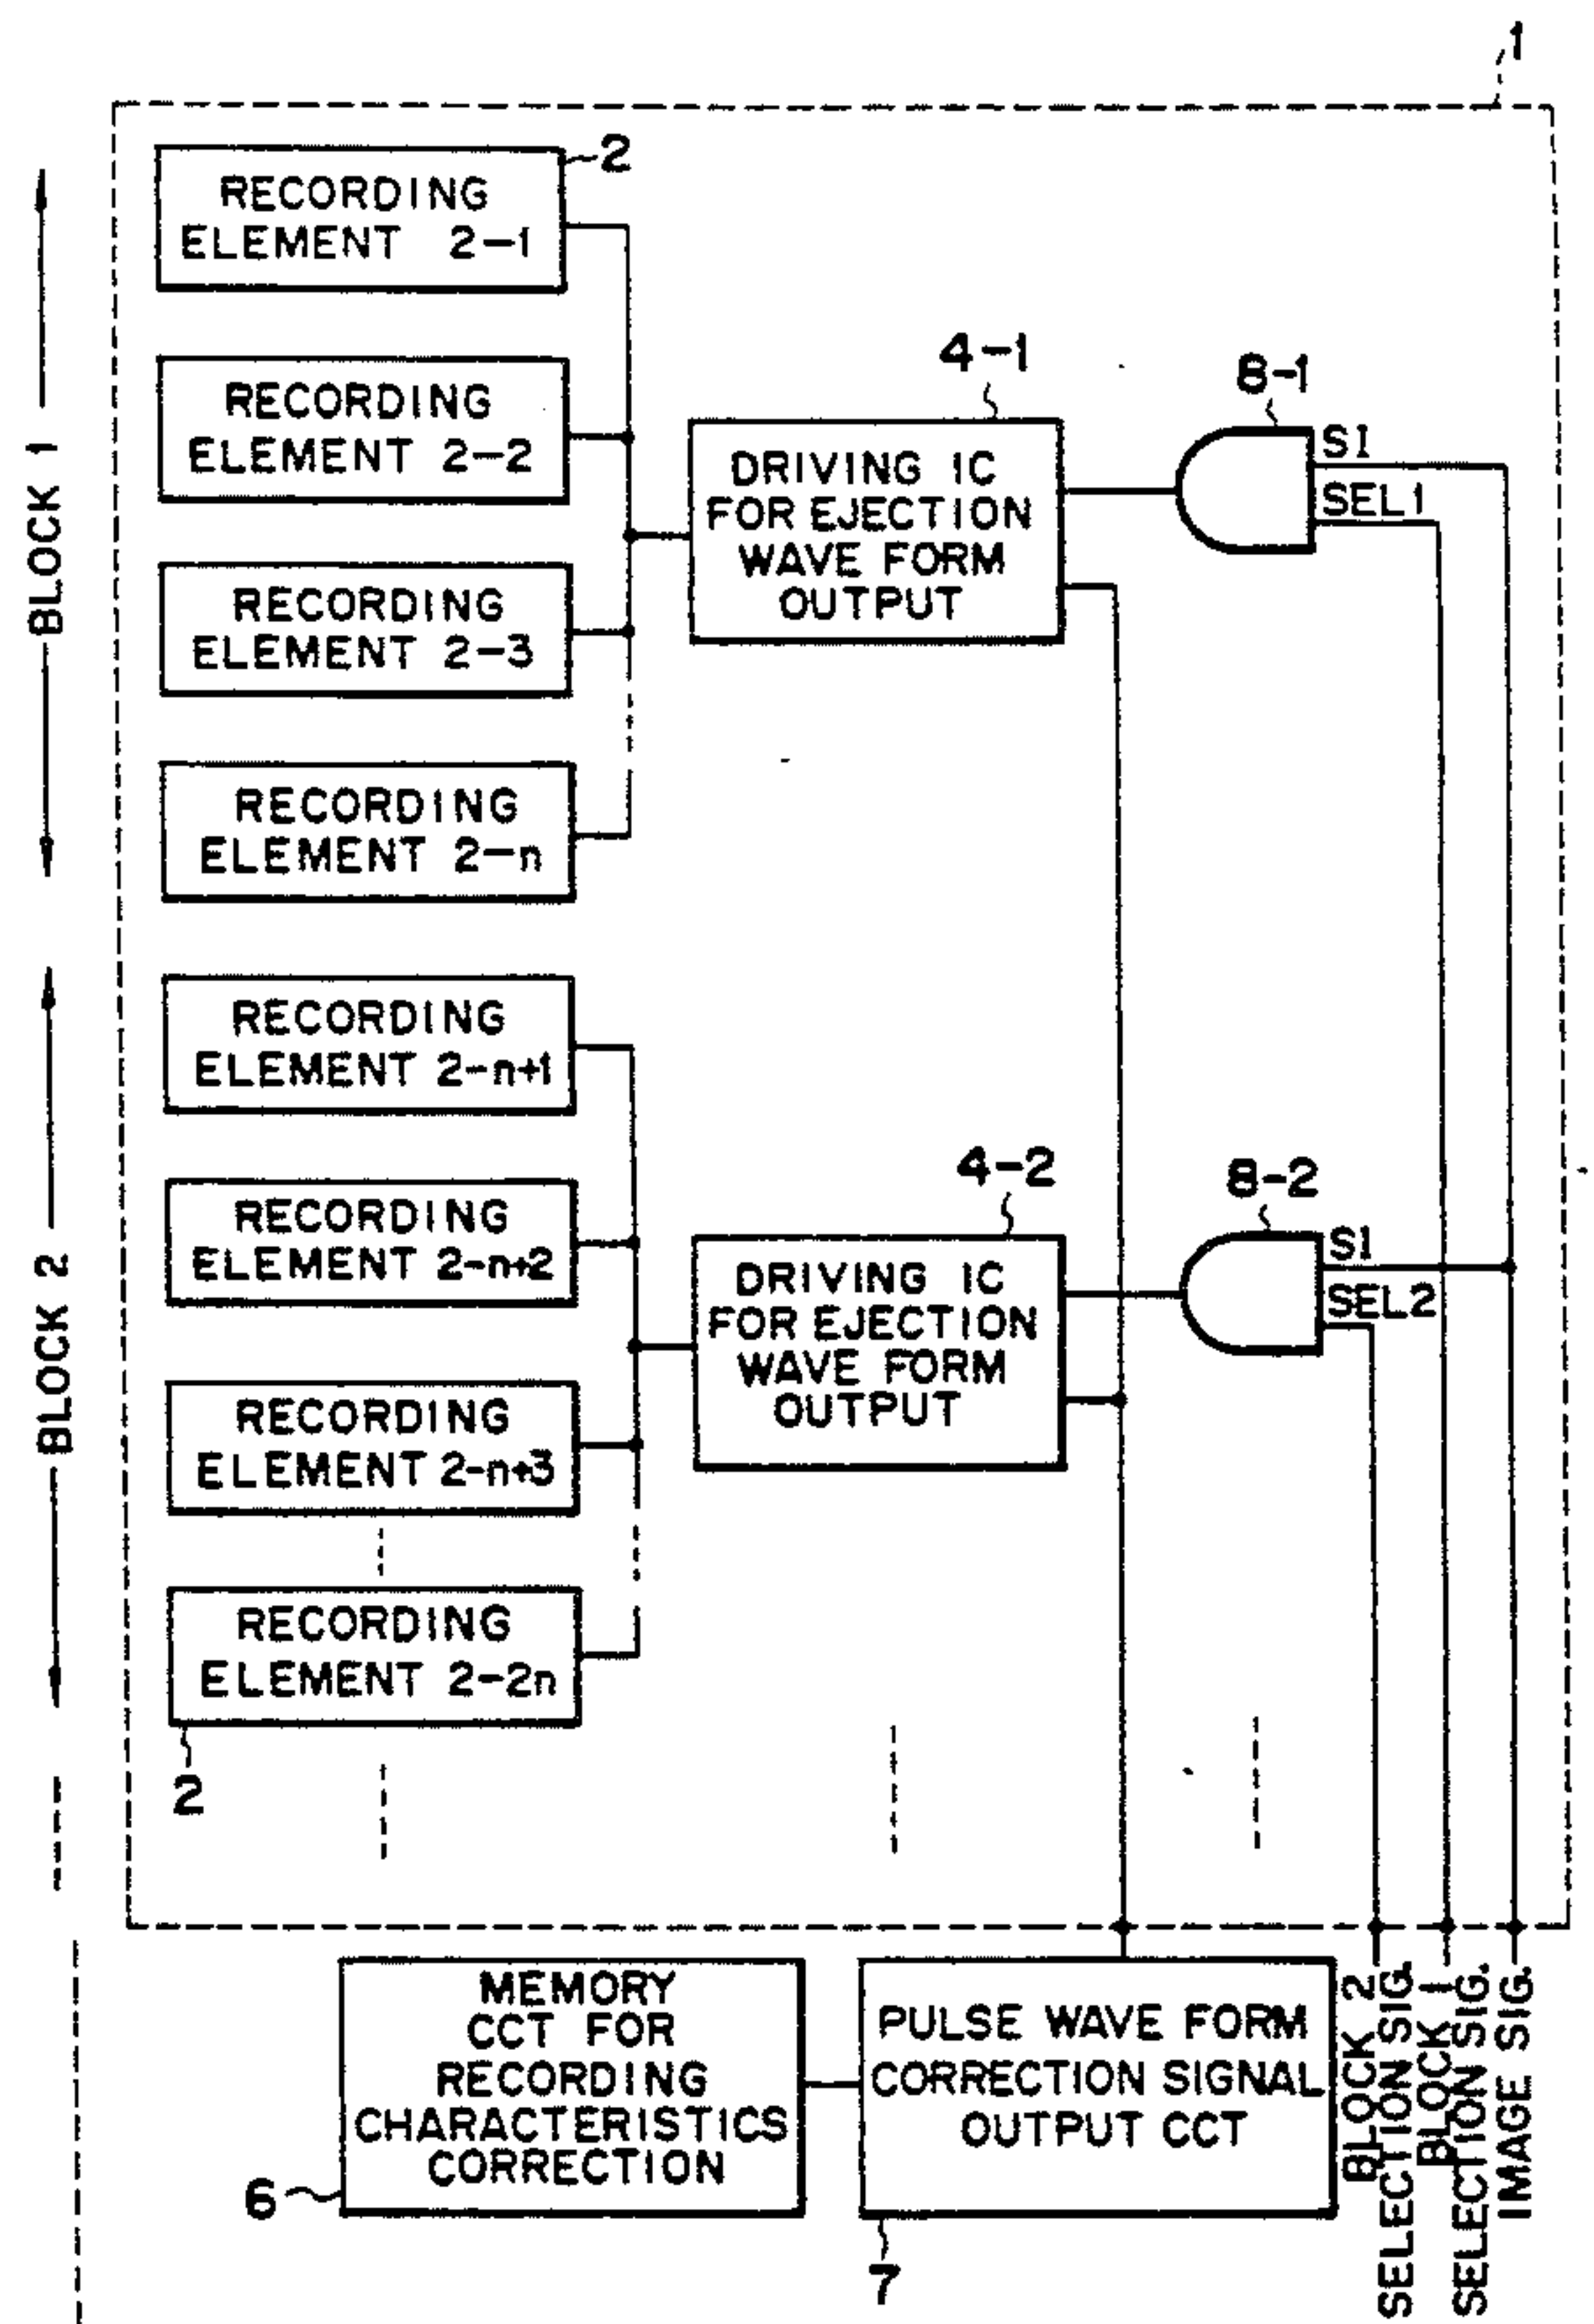 1
RECORDING
ELEMENT 2-1
2
RECORDING
ELEMENT 2-2
RECORDING
ELEMENT 2-3
RECORDING
ELEMENT 2-n
BLOCK 1
4-1
DRIVING IC
FOR EJECTION
WAVE FORM
OUTPUT
8-1
SI
SEL1
RECORDING
ELEMENT 2-n+1
RECORDING
ELEMENT 2-n+2
RECORDING
ELEMENT 2-n+3
RECORDING
ELEMENT 2-2n
2
BLOCK 2
4-2
DRIVING IC
FOR EJECTION
WAVE FORM
OUTPUT
8-2
SI
SEL2
MEMORY
CCT FOR
RECORDING
CHARACTERISTICS
CORRECTION
6
PULSE WAVE FORM
CORRECTION SIGNAL
OUTPUT CCT
7
BLOCK 2
SELECTION SIG.
BLOCK 1
SELECTION SIG.
IMAGE SIG.